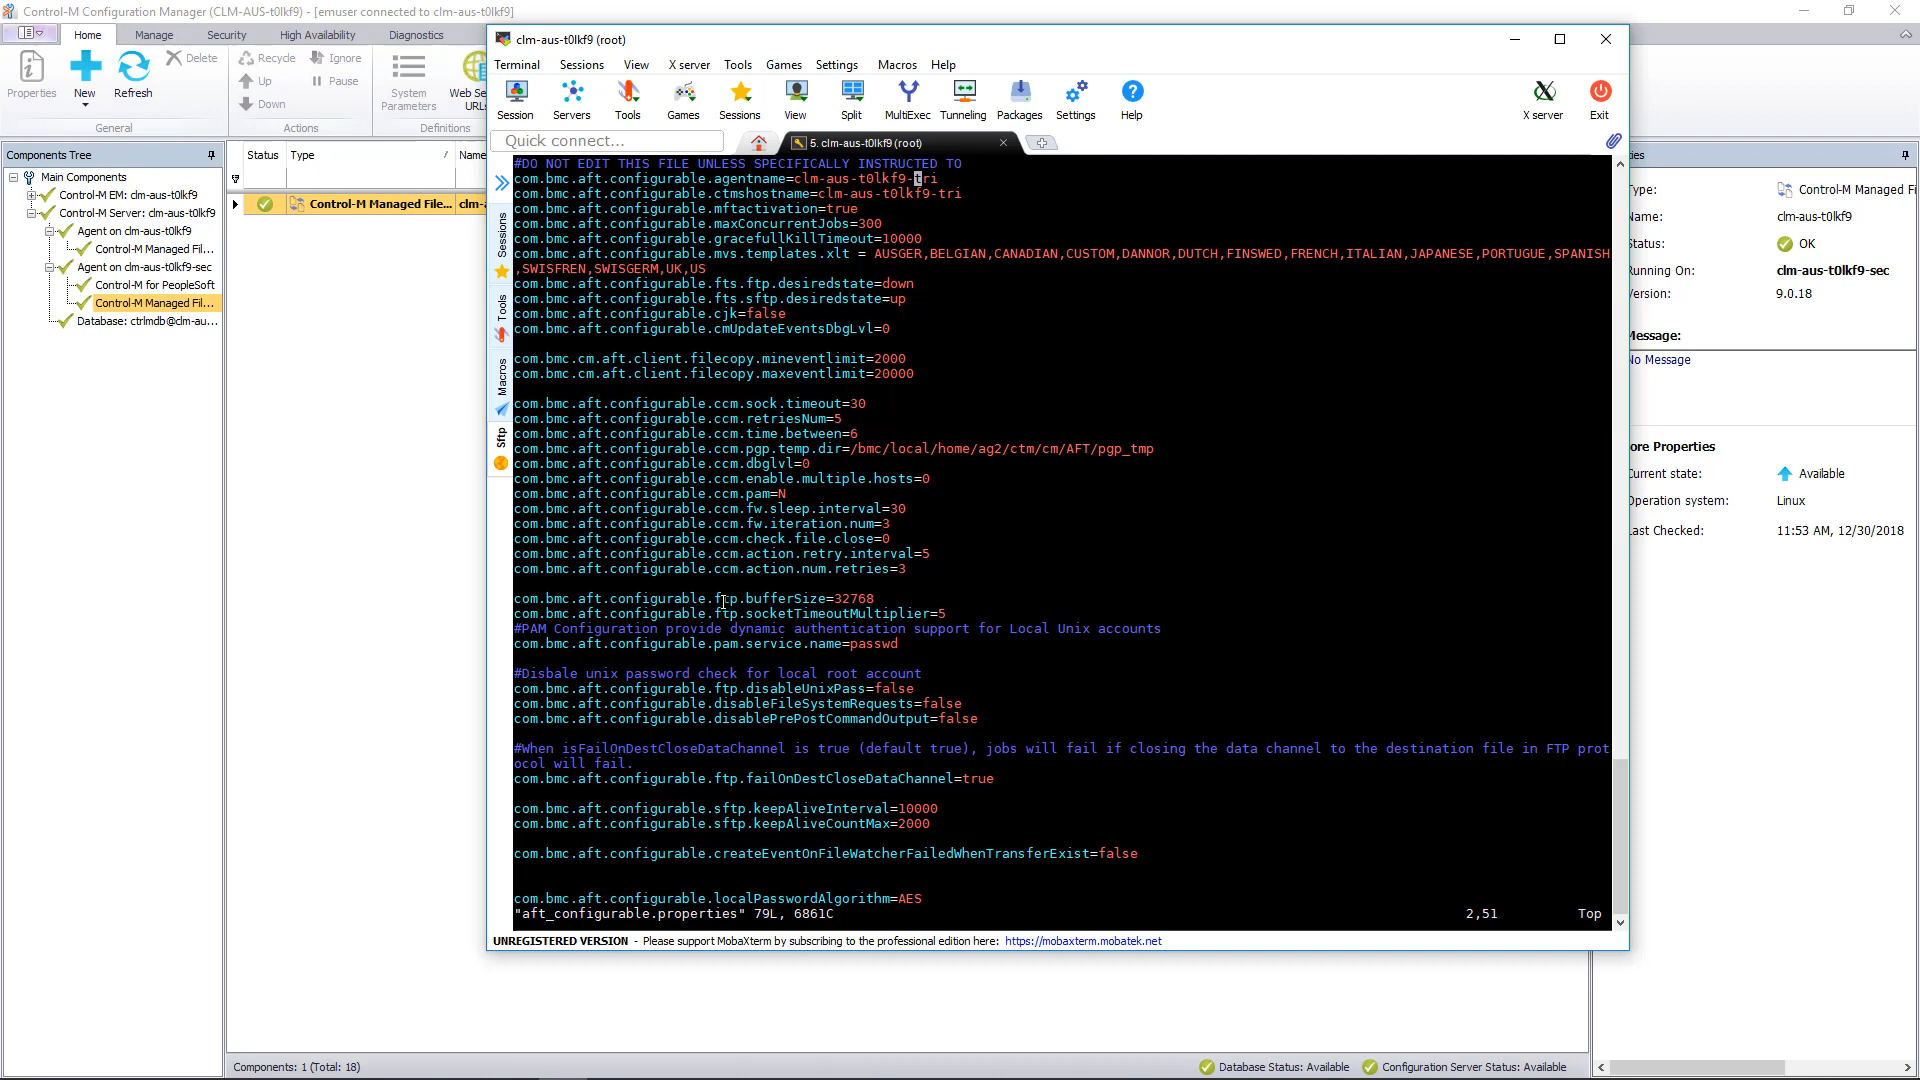 Control-M Configuration Manager (CLM-AUS-t0lkf9) - [emuser connected to clm-aus-t0lkf9]
Home
Manage
Security
High Availability
Diagnostics
Properties
New
Refresh
Delete
Recycle
Up
Down
Ignore
Pause
System
Parameters
Web Se
URLs
General
Actions
Definitions
Components Tree
Main Components
Control-M EM: clm-aus-t0lkf9
Control-M Server: clm-aus-t0lkf9
Agent on clm-aus-t0lkf9
Control-M Managed Fil...
Agent on clm-aus-t0lkf9-sec
Control-M for PeopleSoft
Control-M Managed Fil...
Database: ctrlmdb@clm-au...
Status
Type
Name
Control-M Managed File...
clm-
clm-aus-t0lkf9 (root)
Terminal
Sessions
View
X server
Tools
Games
Settings
Macros
Help
Session
Servers
Tools
Games
Sessions
View
Split
MultiExec
Tunneling
Packages
Settings
Help
X server
Exit
Quick connect...
5. clm-aus-t0lkf9 (root)
Sessions
Tools
Macros
Sftp
#DO NOT EDIT THIS FILE UNLESS SPECIFICALLY INSTRUCTED TO
com.bmc.aft.configurable.agentname=clm-aus-t0lkf9-tri
com.bmc.aft.configurable.ctmshostname=clm-aus-t0lkf9-tri
com.bmc.aft.configurable.mftactivation=true
com.bmc.aft.configurable.maxConcurrentJobs=300
com.bmc.aft.configurable.gracefullKillTimeout=10000
com.bmc.aft.configurable.mvs.templates.xlt = AUSGER,BELGIAN,CANADIAN,CUSTOM,DANNOR,DUTCH,FINSWED,FRENCH,ITALIAN,JAPANESE,PORTUGUE,SPANISH
,SWISFREN,SWISGERM,UK,US
com.bmc.aft.configurable.fts.ftp.desiredstate=down
com.bmc.aft.configurable.fts.sftp.desiredstate=up
com.bmc.aft.configurable.cjk=false
com.bmc.aft.configurable.cmUpdateEventsDbgLvl=0
com.bmc.cm.aft.client.filecopy.mineventlimit=2000
com.bmc.cm.aft.client.filecopy.maxeventlimit=20000
com.bmc.aft.configurable.ccm.sock.timeout=30
com.bmc.aft.configurable.ccm.retriesNum=5
com.bmc.aft.configurable.ccm.time.between=6
com.bmc.aft.configurable.ccm.pgp.temp.dir=/bmc/local/home/ag2/ctm/cm/AFT/pgp_tmp
com.bmc.aft.configurable.ccm.dbglvl=0
com.bmc.aft.configurable.ccm.enable.multiple.hosts=0
com.bmc.aft.configurable.ccm.pam=N
com.bmc.aft.configurable.ccm.fw.sleep.interval=30
com.bmc.aft.configurable.ccm.fw.iteration.num=3
com.bmc.aft.configurable.ccm.check.file.close=0
com.bmc.aft.configurable.ccm.action.retry.interval=5
com.bmc.aft.configurable.ccm.action.num.retries=3
com.bmc.aft.configurable.ftp.bufferSize=32768
com.bmc.aft.configurable.ftp.socketTimeoutMultiplier=5
#PAM Configuration provide dynamic authentication support for Local Unix accounts
com.bmc.aft.configurable.pam.service.name=passwd
#Disbale unix password check for local root account
com.bmc.aft.configurable.ftp.disableUnixPass=false
com.bmc.aft.configurable.disableFileSystemRequests=false
com.bmc.aft.configurable.disablePrePostCommandOutput=false
#When isFailOnDestCloseDataChannel is true (default true), jobs will fail if closing the data channel to the destination file in FTP prot
ocol will fail.
com.bmc.aft.configurable.ftp.failOnDestCloseDataChannel=true
com.bmc.aft.configurable.sftp.keepAliveInterval=10000
com.bmc.aft.configurable.sftp.keepAliveCountMax=2000
com.bmc.aft.configurable.createEventOnFileWatcherFailedWhenTransferExist=false
com.bmc.aft.configurable.localPasswordAlgorithm=AES
"aft_configurable.properties" 79L, 6861C
2,51
Top
UNREGISTERED VERSION - Please support MobaXterm by subscribing to the professional edition here: https://mobaxterm.mobatek.net
ies
Type:
Control-M Managed Fi
Name:
clm-aus-t0lkf9
Status:
OK
Running On:
clm-aus-t0lkf9-sec
Version:
9.0.18
Message:
No Message
ore Properties
Current state:
Available
Operation system:
Linux
Last Checked:
11:53 AM, 12/30/2018
Components: 1 (Total: 18)
Database Status: Available
Configuration Server Status: Available